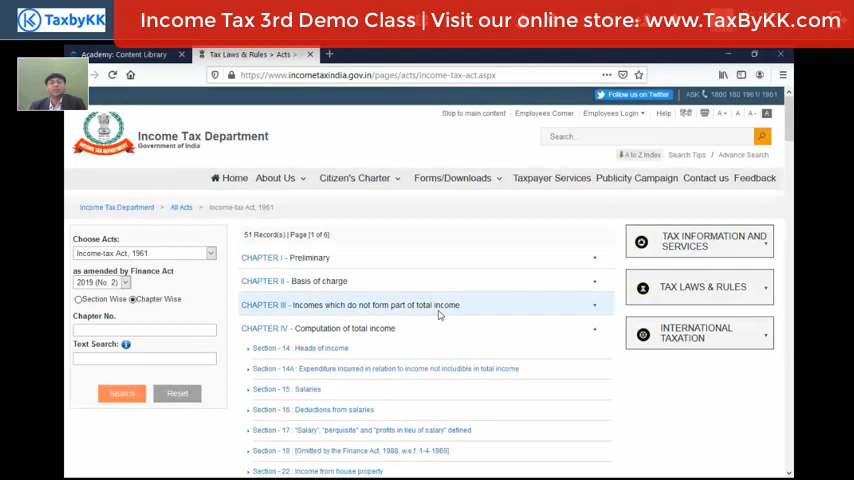 TaxbyKK
Income Tax 3rd Demo Class | Visit our online store: www.TaxByKK.com
Academy: Content Library
Tax Laws & Rules > Acts >
https://www.incometaxindia.gov.in/pages/acts/income-tax-act.aspx
Follow us on Twitter
ASK 1800 180 1961/ 1961
Skip to main content
Employees Corner
Employees Login
Help
A +
A
A -
A
Income Tax Department
Government of India
Search...
A to Z Index
Search Tips / Advance Search
Home
About Us
Citizen's Charter
Forms/Downloads
Taxpayer Services
Publicity Campaign
Contact us
Feedback
Income Tax Department > All Acts > Income-tax Act, 1961
Choose Acts:
Income-tax Act, 1961
as amended by Finance Act
2019 (No. 2)
Section Wise
Chapter Wise
Chapter No.
Text Search:
Search
Reset
51 Record(s) | Page [1 of 6]
CHAPTER I - Preliminary
CHAPTER II - Basis of charge
CHAPTER III - Incomes which do not form part of total income
CHAPTER IV - Computation of total income
Section - 14 : Heads of income
Section - 14A : Expenditure incurred in relation to income not includible in total income
Section - 15 : Salaries
Section - 16 : Deductions from salaries
Section - 17 : "Salary", "perquisite" and "profits in lieu of salary" defined
Section - 18 : [Omitted by the Finance Act, 1988, w.e.f. 1-4-1989]
Section - 22 : Income from house property
TAX INFORMATION AND
SERVICES
TAX LAWS & RULES
INTERNATIONAL
TAXATION